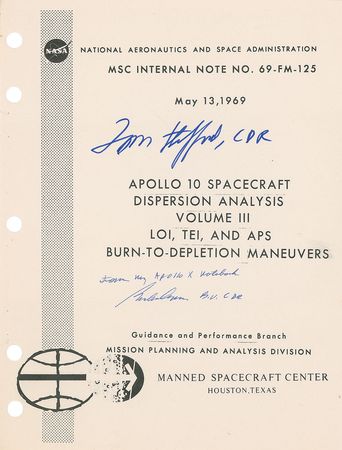 NASA
NATIONAL AERONAUTICS AND SPACE ADMINISTRATION
MSC INTERNAL NOTE NO. 69-FM-125
May 13,1969
Tom Stafford, CDR
APOLLO 10 SPACECRAFT
DISPERSION ANALYSIS
VOLUME III
LOI, TEI, AND APS
BURN-TO-DEPLETION MANEUVERS
From my APOLLO X Notebook
B.U. CDR
Guidance and Performance Branch
MISSION PLANNING AND ANALYSIS DIVISION
MANNED SPACECRAFT CENTER
HOUSTON,TEXAS